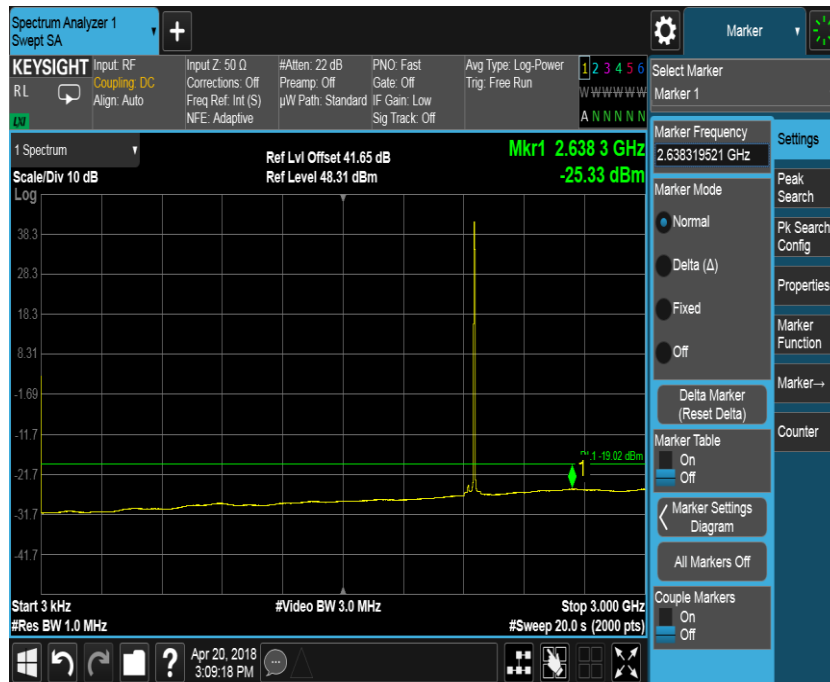 Spectrum Analyzer 1
Swept SA
+
Marker
KEYSIGHT
RL
LXI
Input: RF
Coupling: DC
Align: Auto
Input Z: 50 Ω
Corrections: Off
Freq Ref: Int (S)
NFE: Adaptive
#Atten: 22 dB
Preamp: Off
µW Path: Standard
PNO: Fast
Gate: Off
IF Gain: Low
Sig Track: Off
Avg Type: Log-Power
Trig: Free Run
1 2 3 4 5 6
W W W W W W
A N N N N N
Select Marker
Marker 1
1 Spectrum
Scale/Div 10 dB
Log
Ref Lvl Offset 41.65 dB
Ref Level 48.31 dBm
Mkr1 2.638 3 GHz
-25.33 dBm
38.3
28.3
18.3
8.31
-1.69
-11.7
-21.7
-31.7
-41.7
1 -19.02 dBm
1
Start 3 kHz
#Res BW 1.0 MHz
#Video BW 3.0 MHz
Stop 3.000 GHz
#Sweep 20.0 s (2000 pts)
Marker Frequency
2.638319521 GHz
Marker Mode
Normal
Delta (Δ)
Fixed
Off
Delta Marker
(Reset Delta)
Marker Table
On
Off
Marker Settings
Diagram
All Markers Off
Couple Markers
On
Off
Settings
Peak
Search
Pk Search
Config
Properties
Marker
Function
Marker→
Counter
?
Apr 20, 2018
3:09:18 PM